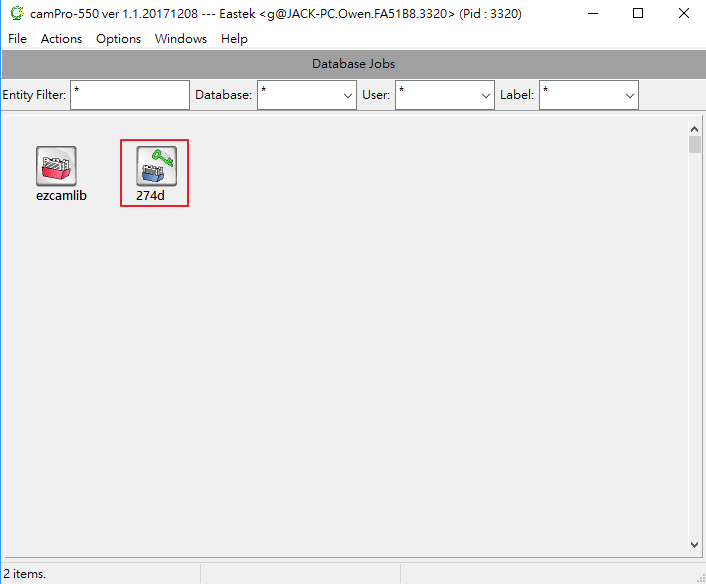 camPro-550 ver 1.1.20171208 --- Eastek <g@JACK-PC.Owen.FA51B8.3320> (Pid : 3320)
File Actions Options Windows Help
Database Jobs
Entity Filter: * Database: * User: * Label: *
ezcamlib 274d
2 items.